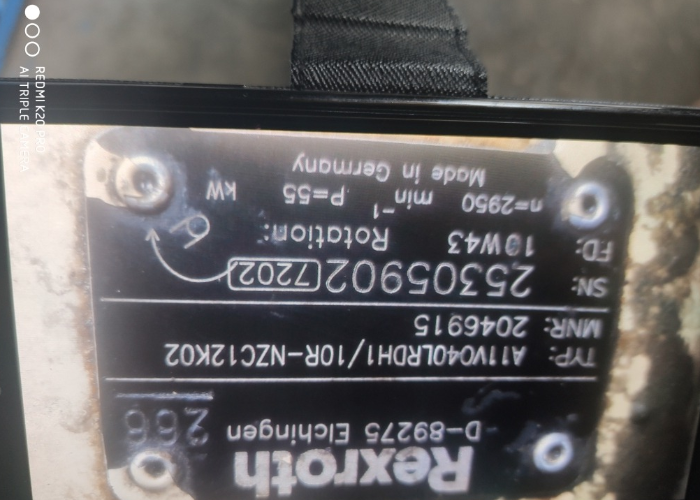 Rexroth
D-89275 Elchingen
266
TYP: A11VO40LRDH1/10R-NZC12K02
MNR: 2046915
SN: 25305902 7202
FD: 10W43 Rotation:
n=2950 min⁻¹ P=55 kW
Made in Germany
REDMI K20 PRO
AI TRIPLE CAMERA